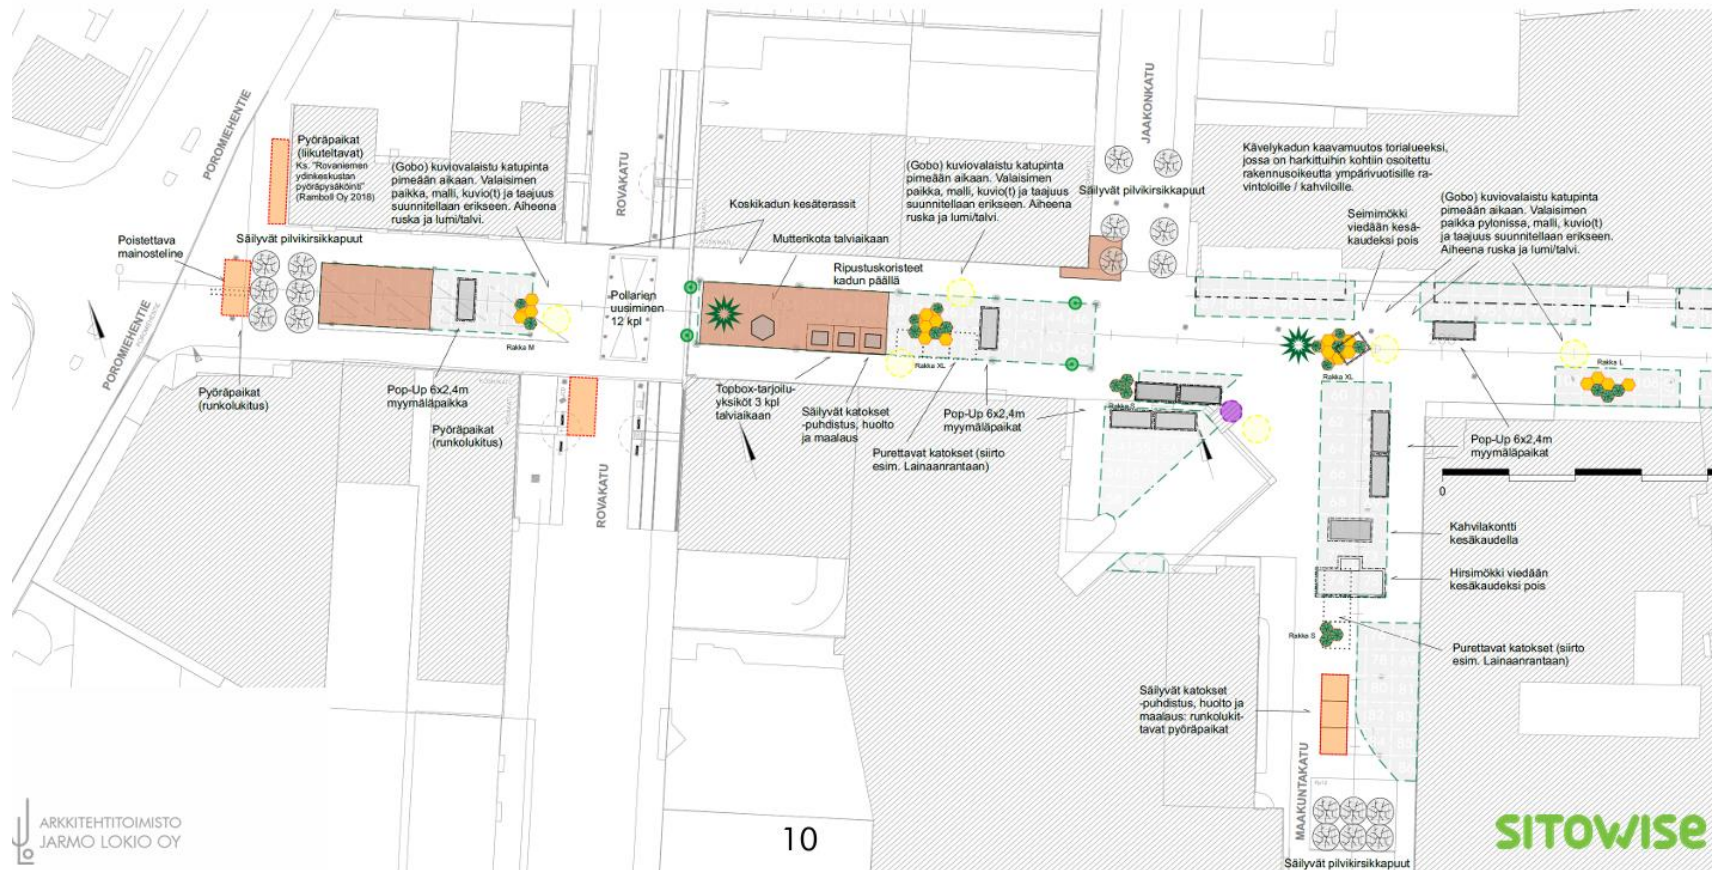 POROMIEHENTIE
Pyöräpaikat
(liikuteltavat)
Ks. "Rovaniemen
ydinkeskustan
pyöräpysäköinti"
(Ramboll Oy 2018)
(Gobo) kuviovalaistu katupinta
pimeään aikaan. Valaisimen
paikka, malli, kuvio(t) ja taajuus
suunnitellaan erikseen. Aiheena
ruska ja lumi/talvi.
ROVAKATU
Koskikadun kesäterassit
(Gobo) kuviovalaistu katupinta
pimeään aikaan. Valaisimen
paikka, malli, kuvio(t) ja taajuus
suunnitellaan erikseen. Aiheena
ruska ja lumi/talvi.
JAAKONKATU
Säilyvät pilvikirsikkapuut
Kävelykadun kaavamuutos torialueeksi,
jossa on harkittuihin kohtiin osoitettu
rakennusoikeutta ympärivuotisille ra-
vintoloille / kahviloille.
Seimimökki
viedään kesä-
kaudeksi pois
(Gobo) kuviovalaistu katupinta
pimeään aikaan. Valaisimen
paikka pylonissa, malli, kuvio(t)
ja taajuus suunnitellaan erikseen.
Aiheena ruska ja lumi/talvi.
Poistettava
mainosteline
Säilyvät pilvikirsikkapuut
Mutterikota talviaikaan
Ripustuskoristeet
kadun päällä
Pollarien
uusiminen
12 kpl
Rakka M
Rakka XL
Rakka XL
Rakka L
POROMIEHENTIE
POROMIEHENTIE
Pyöräpaikat
(runkolukitus)
Pop-Up 6x2,4m
myymäläpaikka
Pyöräpaikat
(runkolukitus)
Topbox-tarjoilu-
yksiköt 3 kpl
talviaikaan
Säilyvät katokset
-puhdistus, huolto
ja maalaus
Pop-Up 6x2,4m
myymäläpaikat
Purettavat katokset (siirto
esim. Lainaanrantaan)
Pop-Up 6x2,4m
myymäläpaikat
0
ROVAKATU
Kahvilakontti
kesäkaudella
Hirsimökki viedään
kesäkaudeksi pois
Rakka S
Purettavat katokset (siirto
esim. Lainaanrantaan)
Säilyvät katokset
-puhdistus, huolto ja
maalaus: runkolukit-
tavat pyöräpaikat
MAAKUNTAKATU
Säilyvät pilvikirsikkapuut
ARKKITEHTITOIMISTO
JARMO LOKIO OY
10
SITOWISE